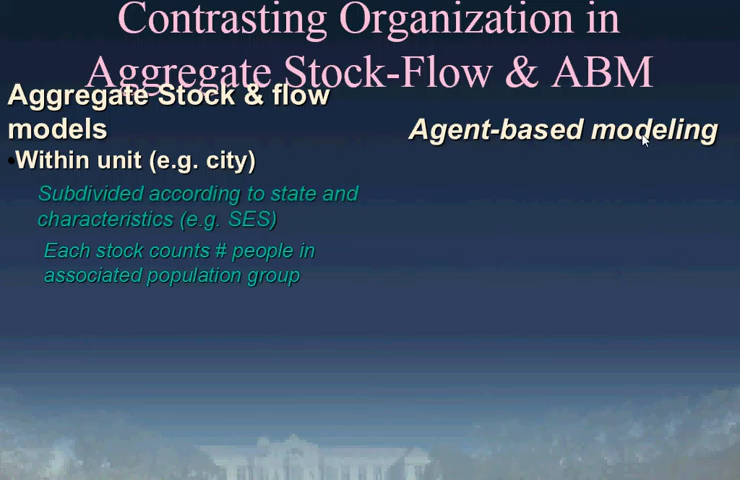 Contrasting Organization in
Aggregate Stock-Flow & ABM
Aggregate Stock & flow
models
Agent-based modeling
•Within unit (e.g. city)
Subdivided according to state and
characteristics (e.g. SES)
Each stock counts # people in
associated population group